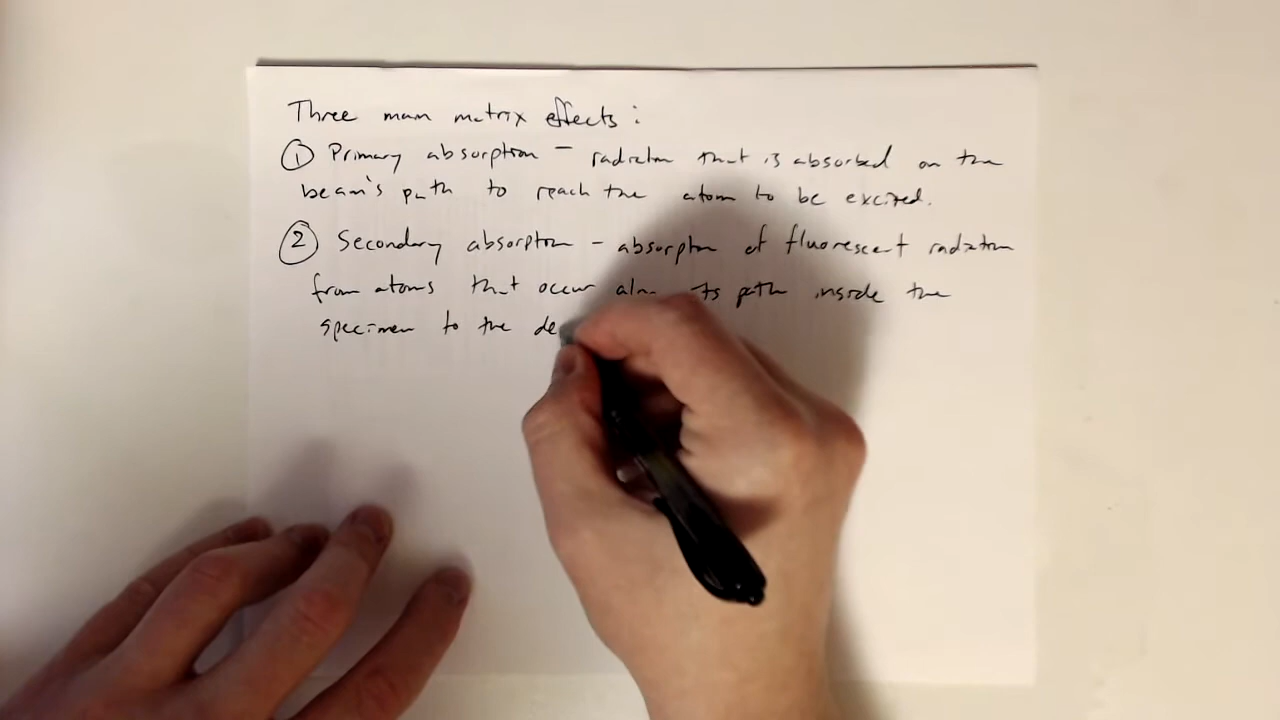 Three main matrix effects:
① Primary absorption – radiation that is absorbed on the
beam's path to reach the atom to be excited.
② Secondary absorption – absorption of fluorescent radiation
from atoms that occur its path inside the
specimen to the de